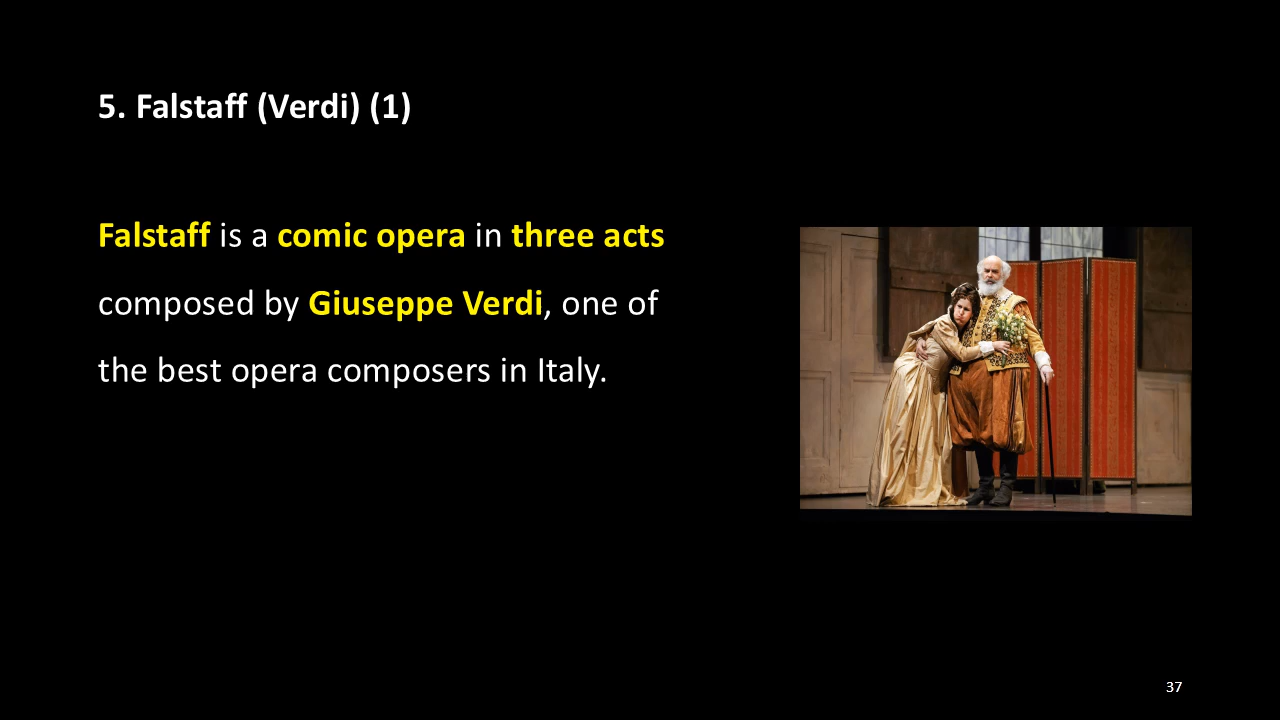 5. Falstaff (Verdi) (1)
Falstaff is a comic opera in three acts
composed by Giuseppe Verdi, one of
the best opera composers in Italy.
37